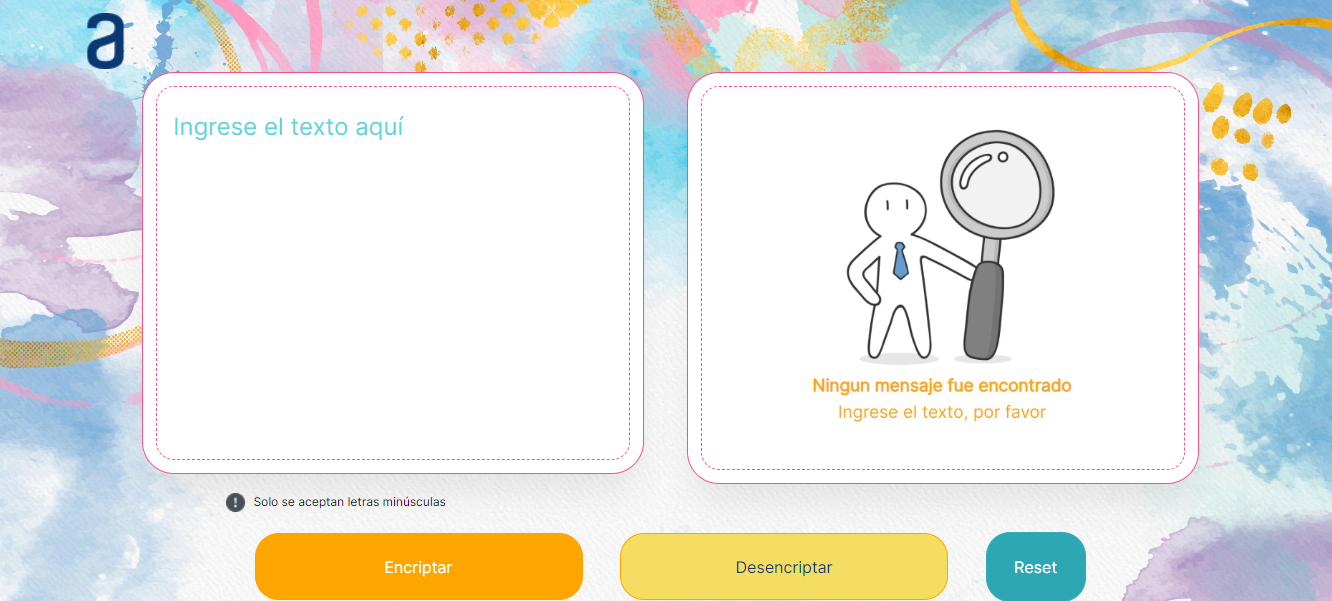 a
Ingrese el texto aquí
Ningun mensaje fue encontrado
Ingrese el texto, por favor
! Solo se aceptan letras minúsculas
Encriptar
Desencriptar
Reset